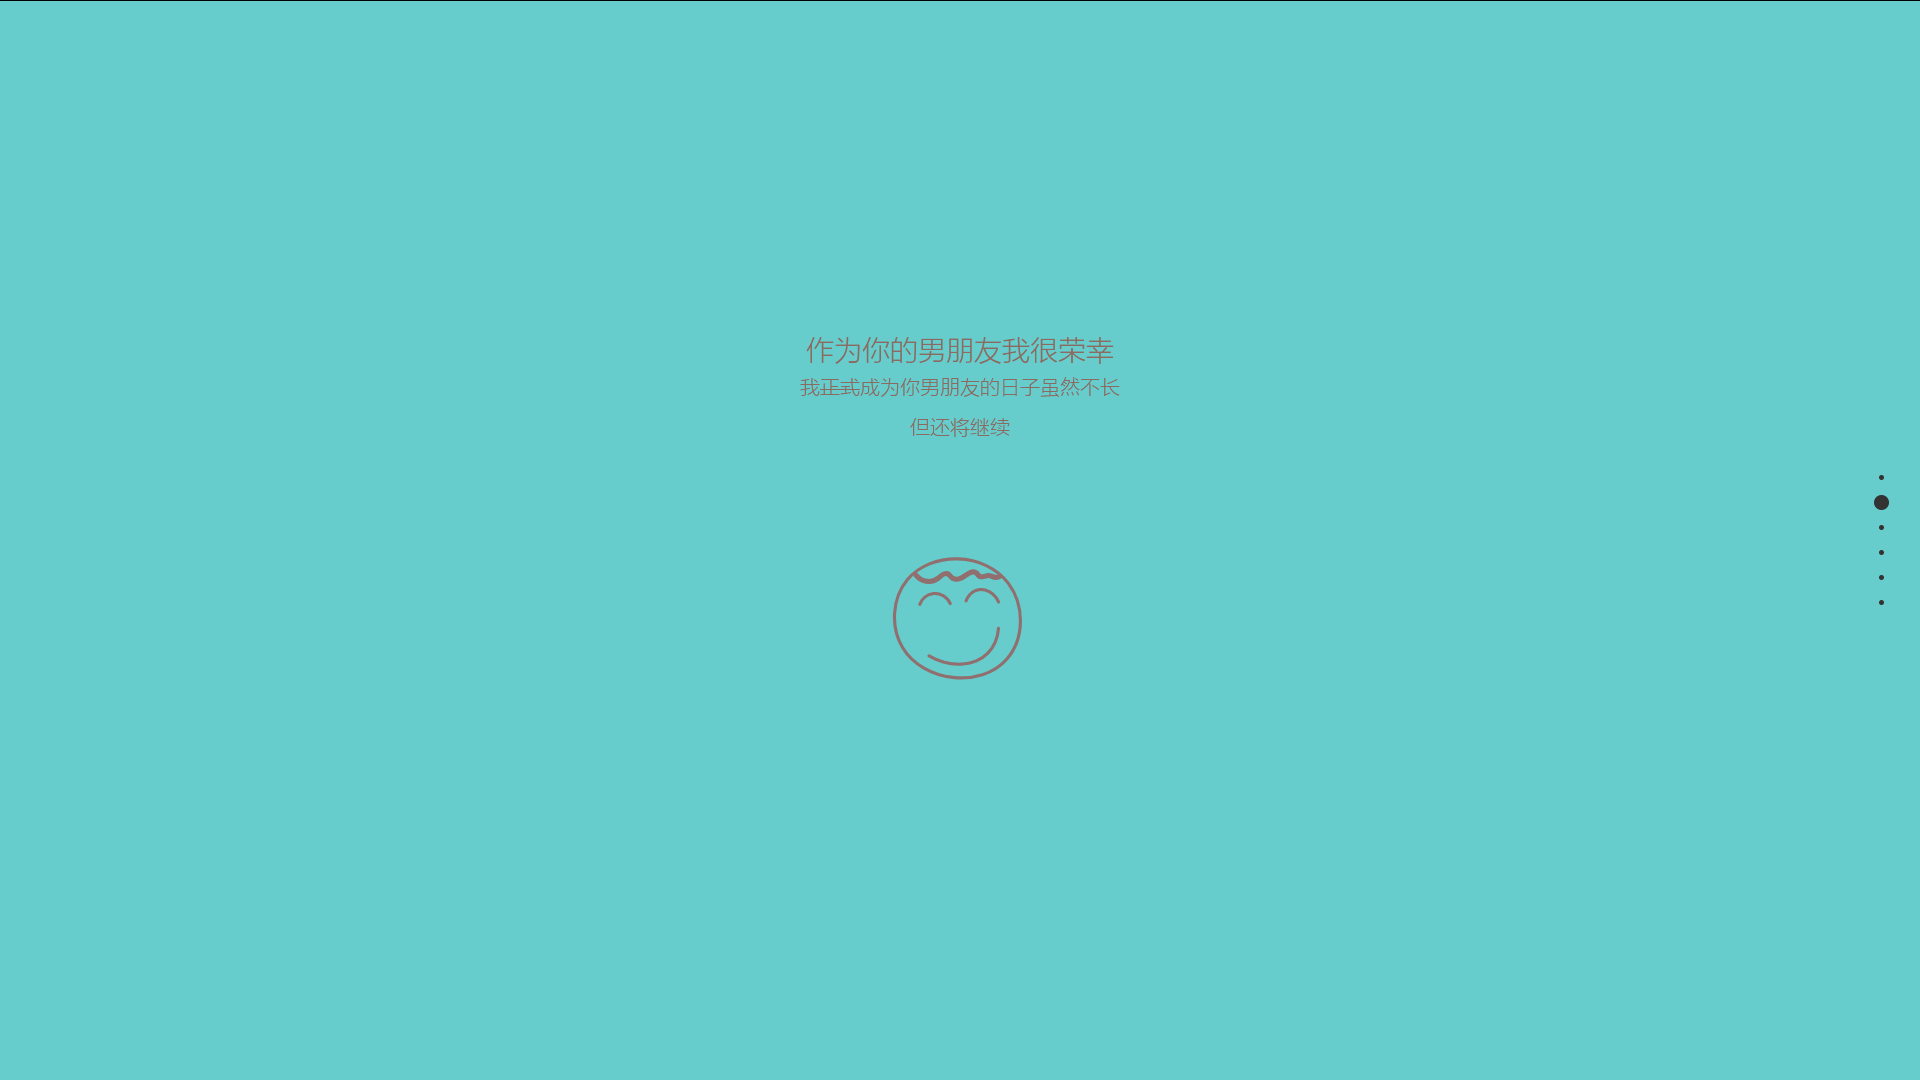 作为你的男朋友我很荣幸
我正式成为你男朋友的日子虽然不长
但还将继续